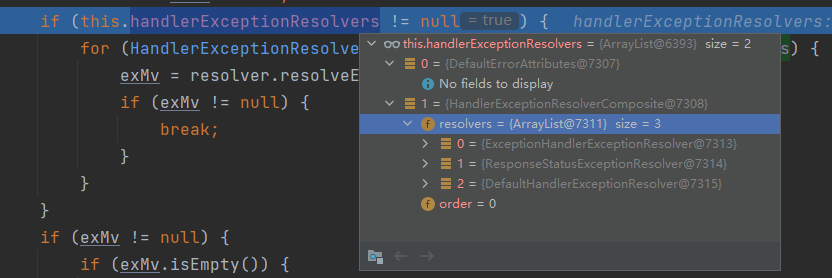 if (this.handlerExceptionResolvers != null = true ) { handlerExceptionResolvers:
for (HandlerExceptionResolve
s) {
this.handlerExceptionResolvers = {ArrayList@6393} size = 2
exMv = resolver.resolveE
0 = {DefaultErrorAttributes@7307}
No fields to display
if (exMv != null) {
1 = {HandlerExceptionResolverComposite@7308}
break;
resolvers = {ArrayList@7311} size = 3
}
0 = {ExceptionHandlerExceptionResolver@7313}
1 = {ResponseStatusExceptionResolver@7314}
}
2 = {DefaultHandlerExceptionResolver@7315}
}
order = 0
if (exMv != null) {
if (exMv.isEmpty()) {